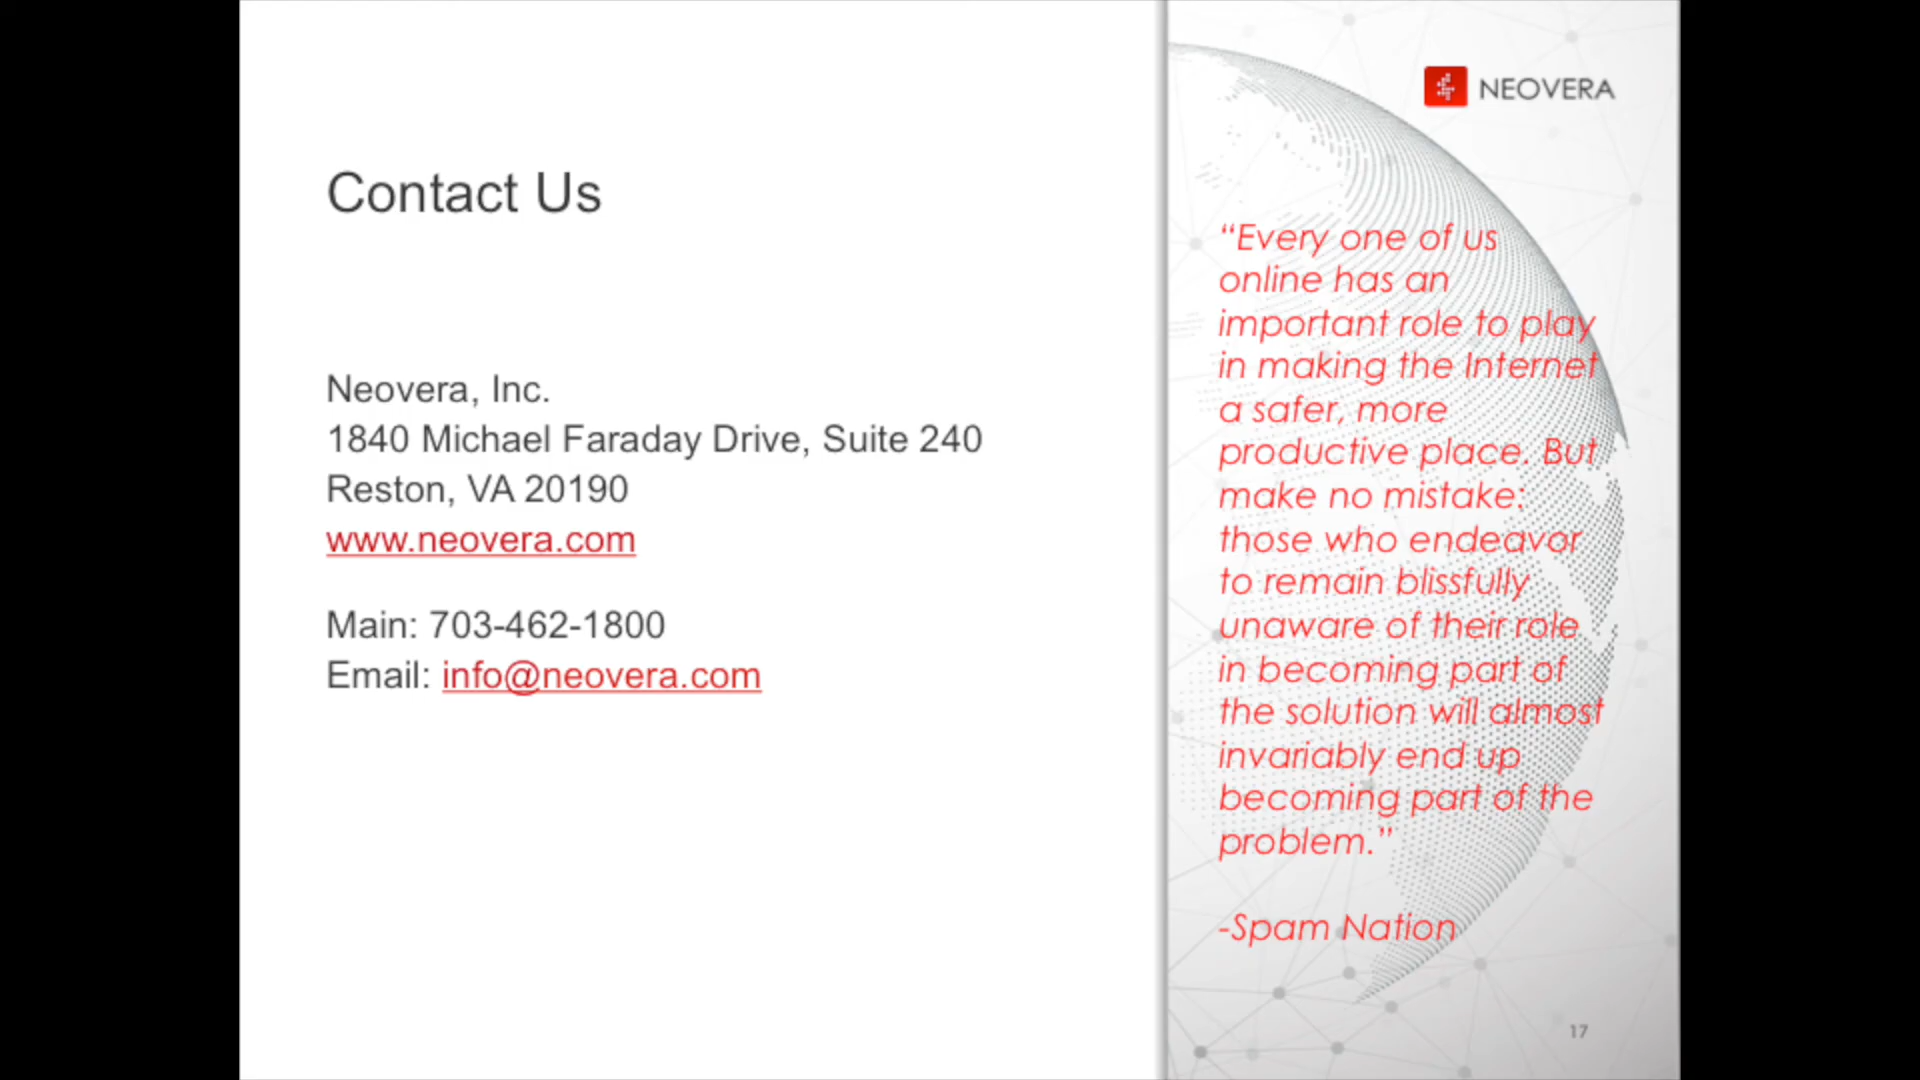 Contact Us
Neovera, Inc.
1840 Michael Faraday Drive, Suite 240
Reston, VA 20190
www.neovera.com
Main: 703-462-1800
Email: info@neovera.com
NEOVERA
“Every one of us
online has an
important role to play
in making the Internet
a safer, more
productive place. But
make no mistake:
those who endeavor
to remain blissfully
unaware of their role
in becoming part of
the solution will almost
invariably end up
becoming part of the
problem.”
-Spam Nation
17